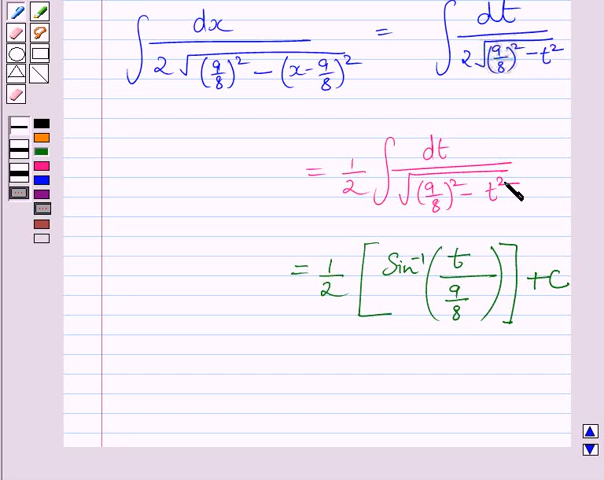 ∫ dx / 2√((9/8)² − (x − 9/8)²) = ∫ dt / 2√((9/8)² − t²)
= 1/2 ∫ dt / √((9/8)² − t²)
= 1/2 [Sin⁻¹(t / (9/8))] + C